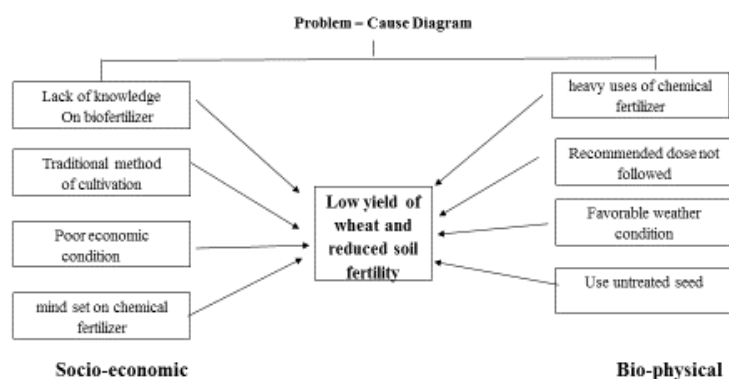 Problem – Cause Diagram
Lack of knowledge
On biofertilizer
Traditional method
of cultivation
Poor economic
condition
mind set on chemical
fertilizer
Socio-economic
Low yield of
wheat and
reduced soil
fertility
heavy uses of chemical
fertilizer
Recommended dose not
followed
Favorable weather
condition
Use untreated seed
Bio-physical